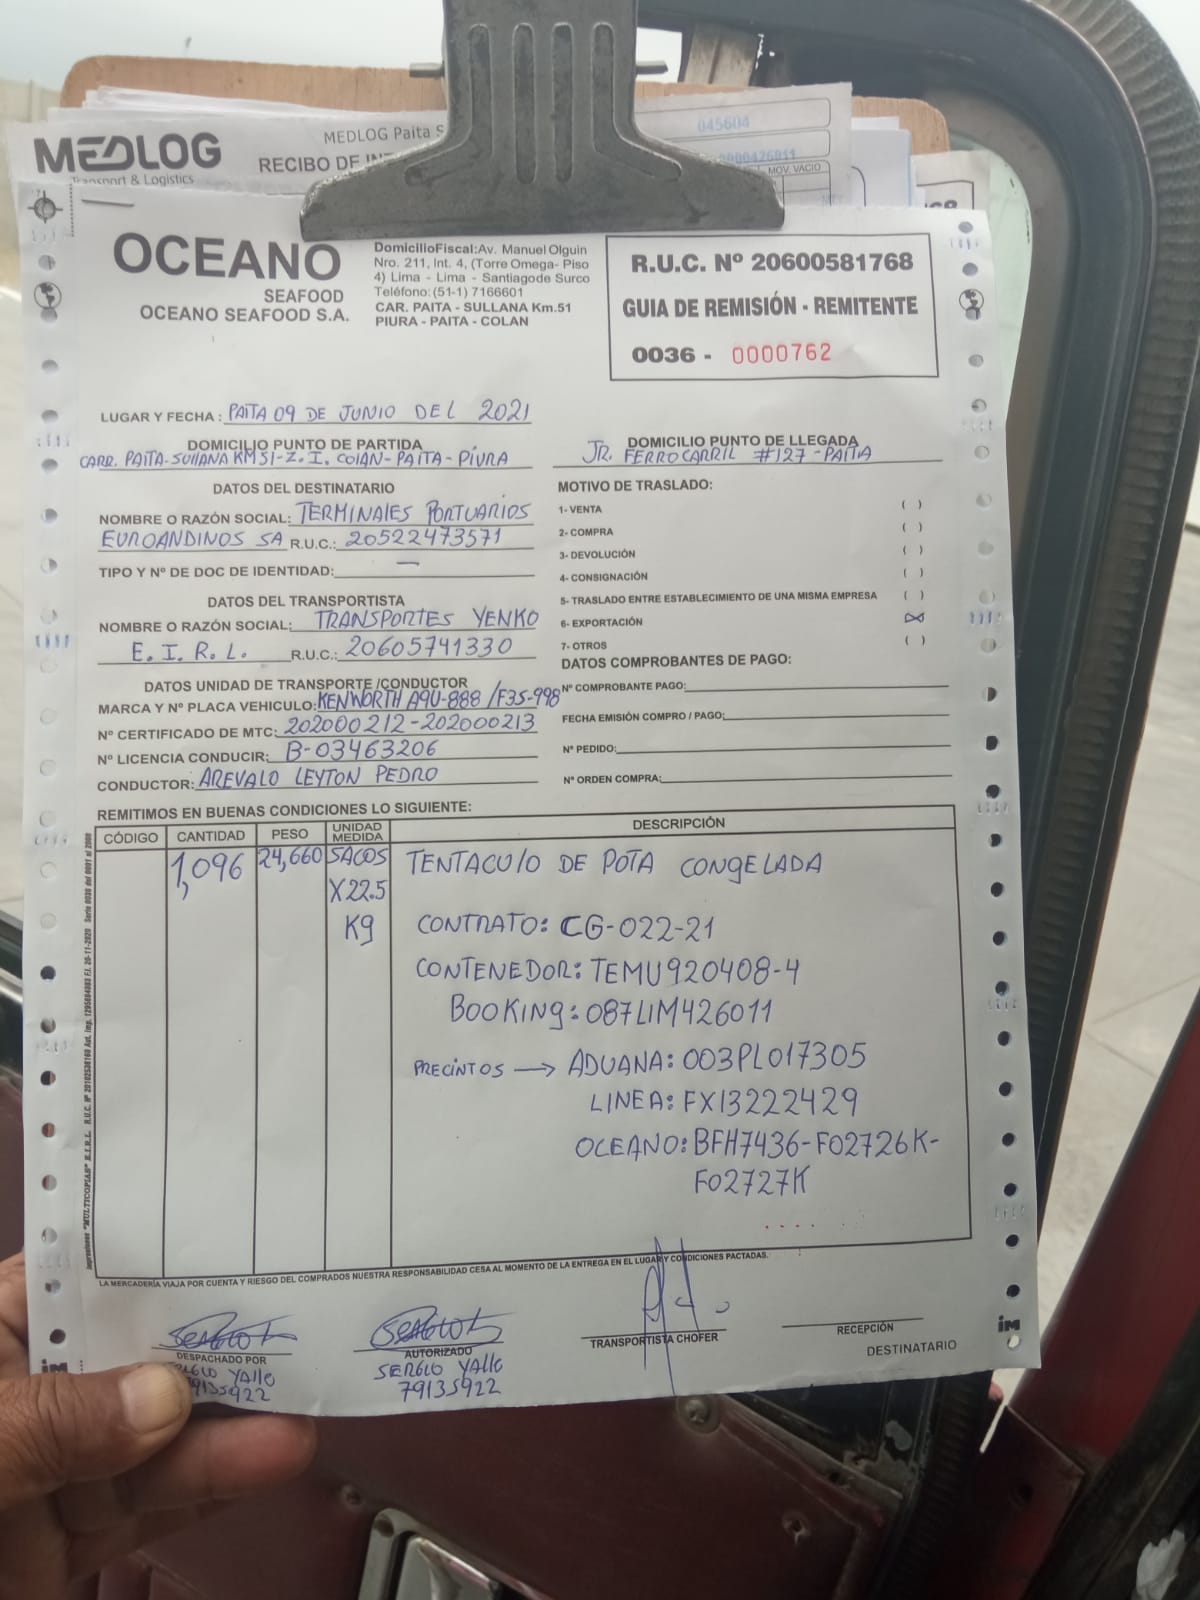 MEDLOG
Transport & Logistics
MEDLOG Paita S
RECIBO DE
045604
MOV. VACIO
OCEANO
SEAFOOD
OCEANO SEAFOOD S.A.
DomicilioFiscal:Av. Manuel Olguin
Nro. 211, Int. 4, (Torre Omega- Piso
4) Lima - Lima - Santiagode Surco
Teléfono: (51-1) 7166601
CAR. PAITA - SULLANA Km.51
PIURA - PAITA - COLAN
R.U.C. Nº 20600581768
GUIA DE REMISIÓN - REMITENTE
0036 - 0000762
LUGAR Y FECHA : PAITA 09 DE JUNIO DEL 2021
DOMICILIO PUNTO DE PARTIDA
CARR. PAITA-SULLANA KM 51-Z.I. COLAN-PAITA-PIURA
DOMICILIO PUNTO DE LLEGADA
JR. FERROCARRIL #127-PAITA
DATOS DEL DESTINATARIO
NOMBRE O RAZÓN SOCIAL: TERMINALES PORTUARIOS
EUROANDINOS SA R.U.C.: 20522473571
TIPO Y Nº DE DOC DE IDENTIDAD: —
DATOS DEL TRANSPORTISTA
NOMBRE O RAZÓN SOCIAL: TRANSPORTES YENKO
E. I. R. L. R.U.C.: 20605741330
DATOS UNIDAD DE TRANSPORTE /CONDUCTOR
MARCA Y Nº PLACA VEHICULO: KENWORTH A9U-888 /F3S-998
Nº CERTIFICADO DE MTC: 202000212-202000213
Nº LICENCIA CONDUCIR: B-03463206
CONDUCTOR: AREVALO LEYTON PEDRO
MOTIVO DE TRASLADO:
1- VENTA ( )
2- COMPRA ( )
3- DEVOLUCIÓN ( )
4- CONSIGNACIÓN ( )
5- TRASLADO ENTRE ESTABLECIMIENTO DE UNA MISMA EMPRESA ( )
6- EXPORTACIÓN (X)
7- OTROS ( )
DATOS COMPROBANTES DE PAGO:
Nº COMPROBANTE PAGO:
FECHA EMISIÓN COMPRO / PAGO:
Nº PEDIDO:
Nº ORDEN COMPRA:
REMITIMOS EN BUENAS CONDICIONES LO SIGUIENTE:
CÓDIGO CANTIDAD PESO UNIDAD MEDIDA DESCRIPCIÓN
1,096 24,660 SACOS TENTACULO DE POTA CONGELADA
X22.5
Kg CONTRATO: CG-022-21
CONTENEDOR: TEMU920408-4
BOOKING: 087LIM426011
PRECINTOS → ADUANA: 003PL017305
LINEA: FX13222429
OCEANO: BFH7436-F02726K-
F02727K
LA MERCADERÍA VIAJA POR CUENTA Y RIESGO DEL COMPRADOS NUESTRA RESPONSABILIDAD CESA AL MOMENTO DE LA ENTREGA EN EL LUGAR Y CONDICIONES PACTADAS.
DESPACHADO POR
YALLO
79135922
AUTORIZADO
SERGIO YALLO
79135922
TRANSPORTISTA CHOFER
RECEPCIÓN
DESTINATARIO
IM